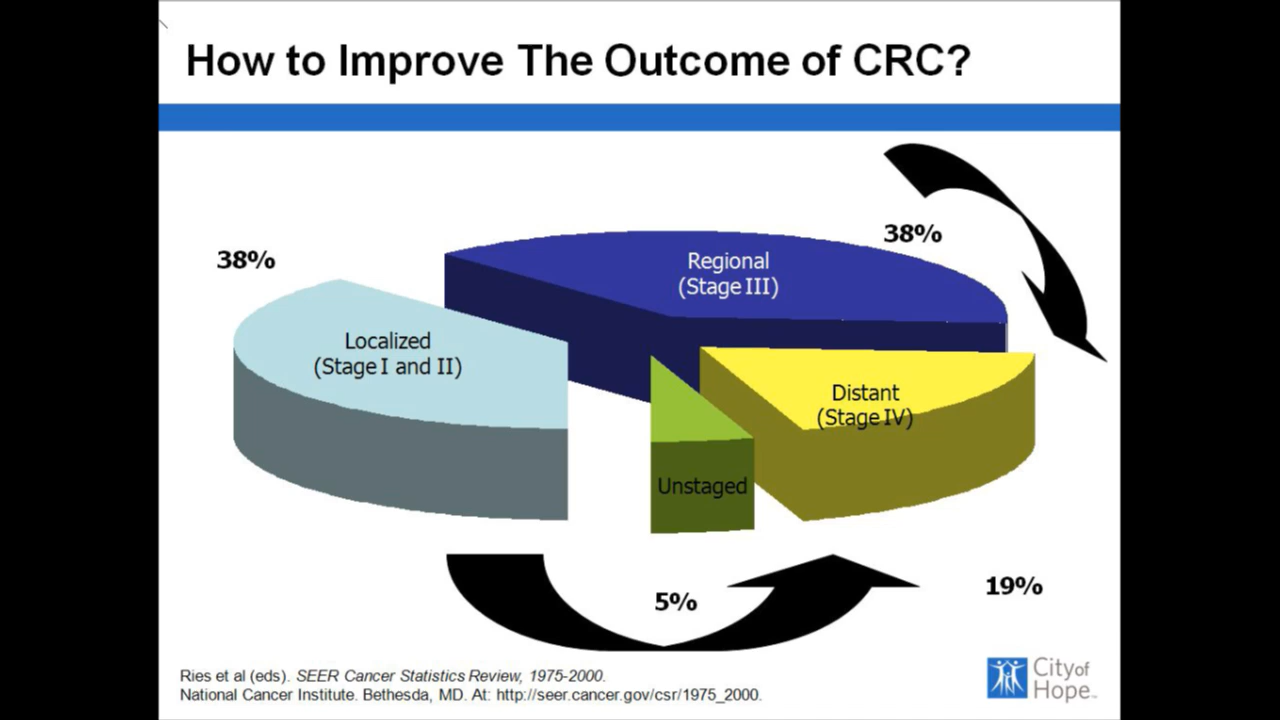 How to Improve The Outcome of CRC?
38%
38%
Regional
(Stage III)
Localized
(Stage I and II)
Distant
(Stage IV)
Unstaged
5%
19%
Ries et al (eds). SEER Cancer Statistics Review, 1975-2000.
National Cancer Institute. Bethesda, MD. At: http://seer.cancer.gov/csr/1975_2000.
City of
Hope™